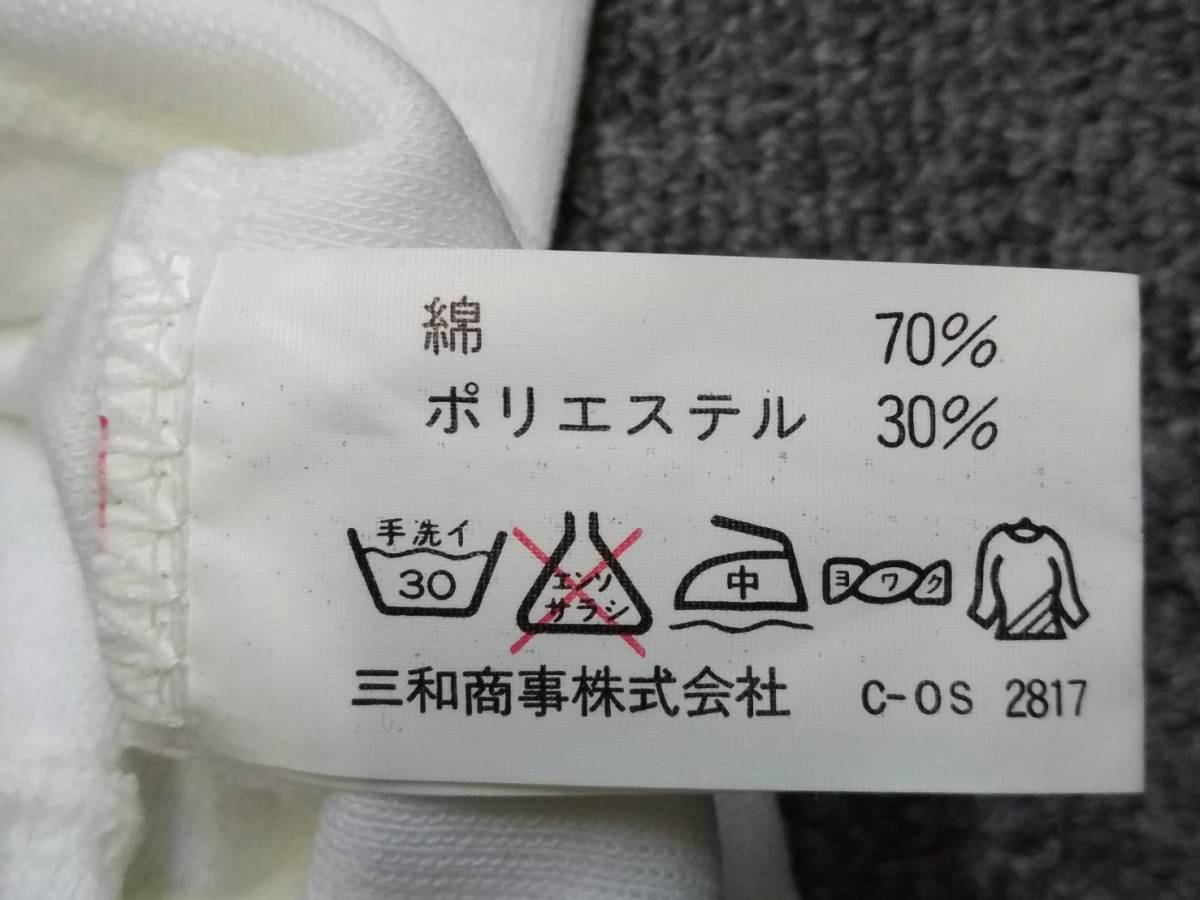 綿 70%
ポリエステル 30%
手洗イ
30
エンソ
サラシ
中
ヨワク
三和商事株式会社 C-OS 2817